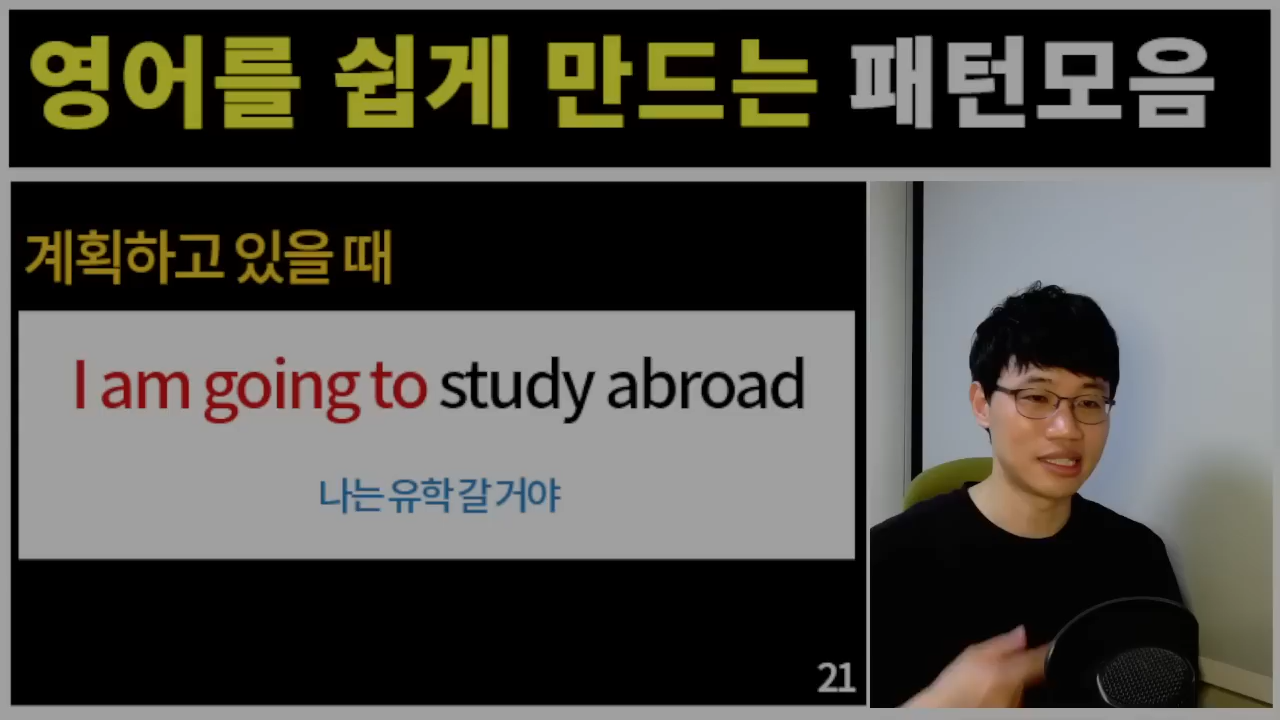 영어를 쉽게 만드는 패턴모음
계획하고 있을 때
I am going to study abroad
나는 유학 갈 거야
21